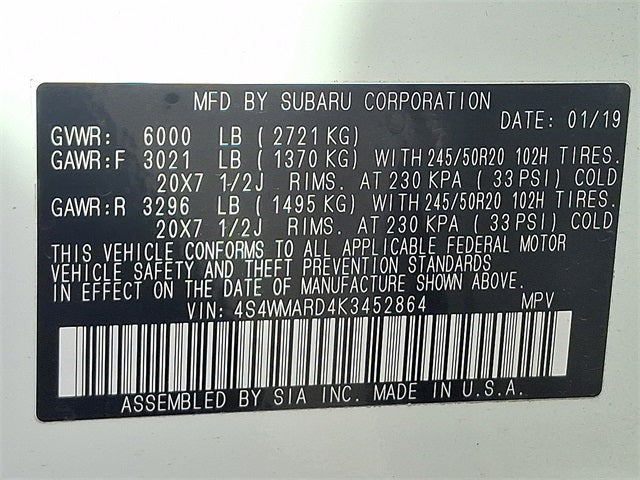 MFD BY SUBARU CORPORATION
DATE: 01/19
GVWR: 6000 LB ( 2721 KG)
GAWR:F 3021 LB ( 1370 KG) WITH 245/50R20 102H TIRES.
20X7 1/2J RIMS. AT 230 KPA ( 33 PSI) COLD
GAWR:R 3296 LB ( 1495 KG) WITH 245/50R20 102H TIRES.
20X7 1/2J RIMS. AT 230 KPA ( 33 PSI) COLD
THIS VEHICLE CONFORMS TO ALL APPLICABLE FEDERAL MOTOR
VEHICLE SAFETY AND THEFT PREVENTION STANDARDS
IN EFFECT ON THE DATE OF MANUFACTURE SHOWN ABOVE.
VIN: 4S4WMARD4K3452864 MPV
ASSEMBLED BY SIA INC. MADE IN U.S.A.